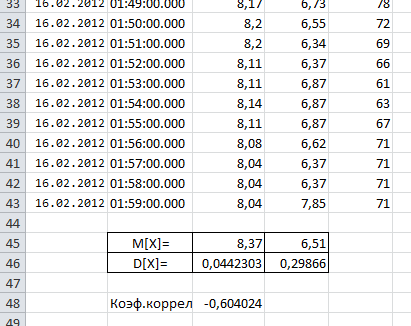 33 16.02.2012 01:49:00.000 8,17 6,73 78
34 16.02.2012 01:50:00.000 8,2 6,55 72
35 16.02.2012 01:51:00.000 8,2 6,34 69
36 16.02.2012 01:52:00.000 8,11 6,37 66
37 16.02.2012 01:53:00.000 8,11 6,87 61
38 16.02.2012 01:54:00.000 8,14 6,87 63
39 16.02.2012 01:55:00.000 8,11 6,87 67
40 16.02.2012 01:56:00.000 8,08 6,62 71
41 16.02.2012 01:57:00.000 8,04 6,37 71
42 16.02.2012 01:58:00.000 8,04 6,37 71
43 16.02.2012 01:59:00.000 8,04 7,85 71
44
45 M[X]= 8,37 6,51
46 D[X]= 0,0442303 0,29866
47
48 Коэф.коррел -0,604024
49